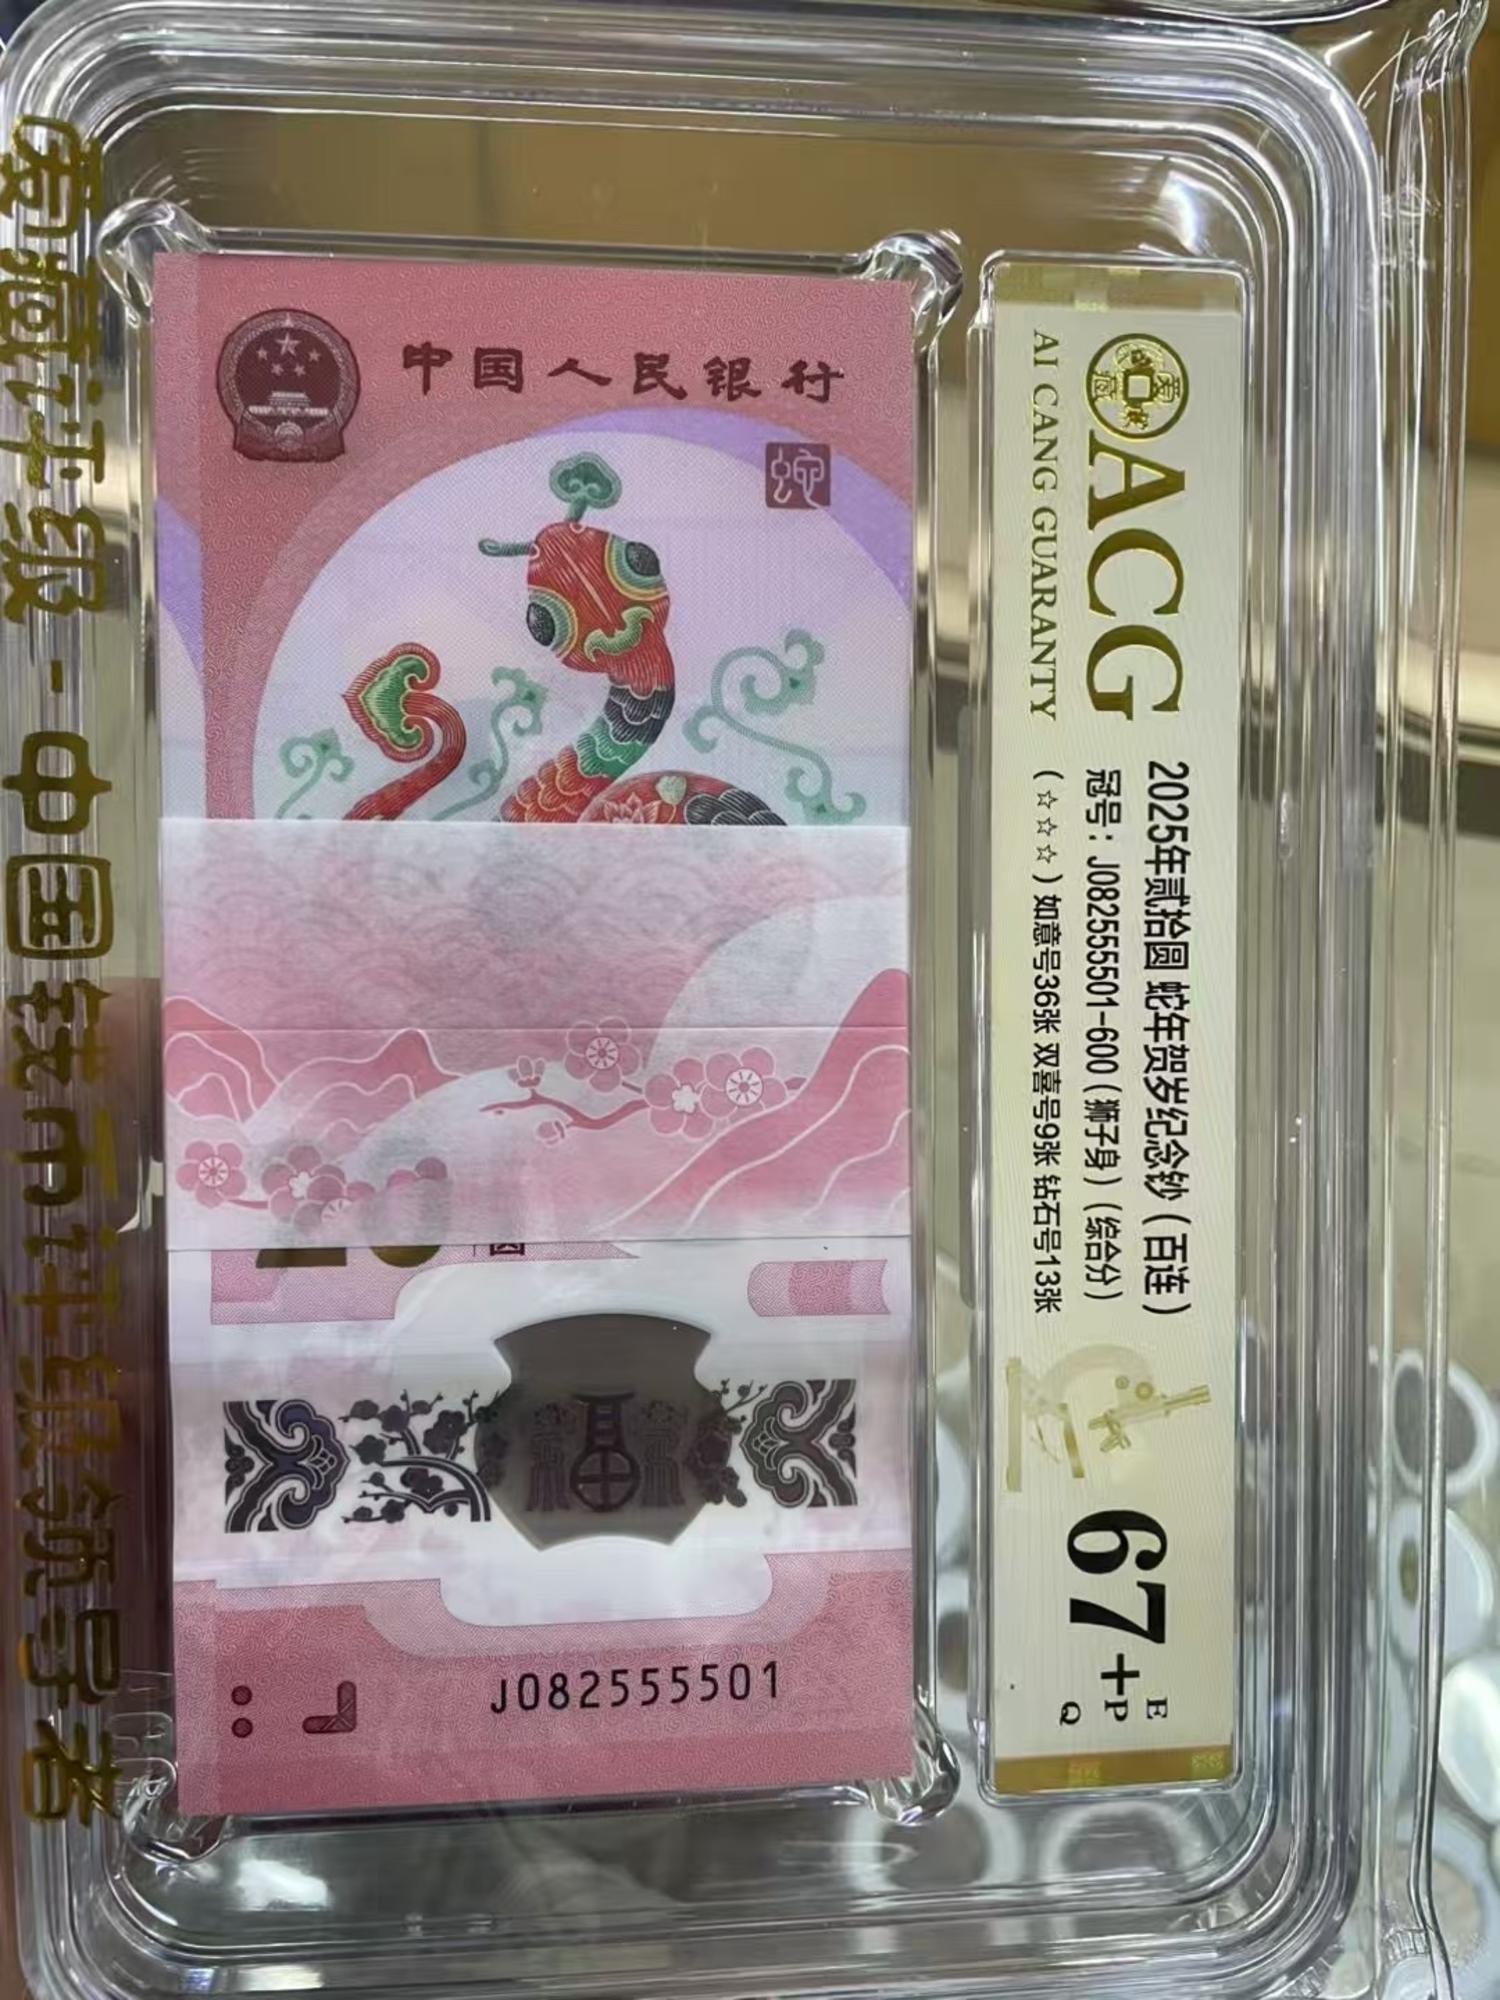 爱藏评级-中国钱币评级领导者
中国人民银行
蛇
J082555501
ACG
AI CANG GUARANTY
2025年贰拾圆 蛇年贺岁纪念钞（百连）
冠号：J082555501-600（狮子身）（综合分）
（☆☆☆）如意号36张 双喜号9张 钻石号13张
67+
E
P
Q